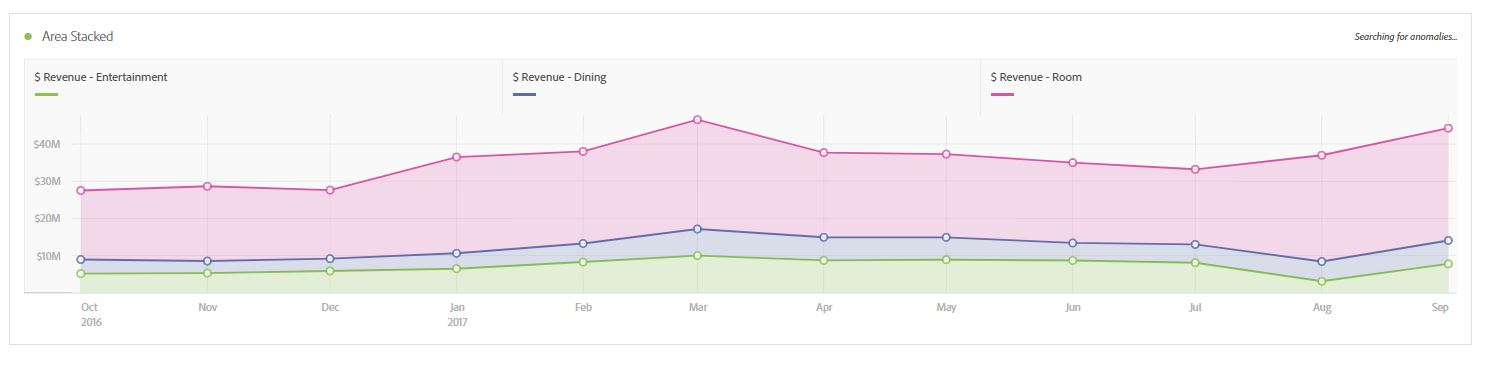 Area Stacked
Searching for anomalies...
$ Revenue - Entertainment
$ Revenue - Dining
$ Revenue - Room
$40M
$30M
$20M
$10M
Oct Nov Dec Jan Feb Mar Apr May Jun Jul Aug Sep
2016 2017